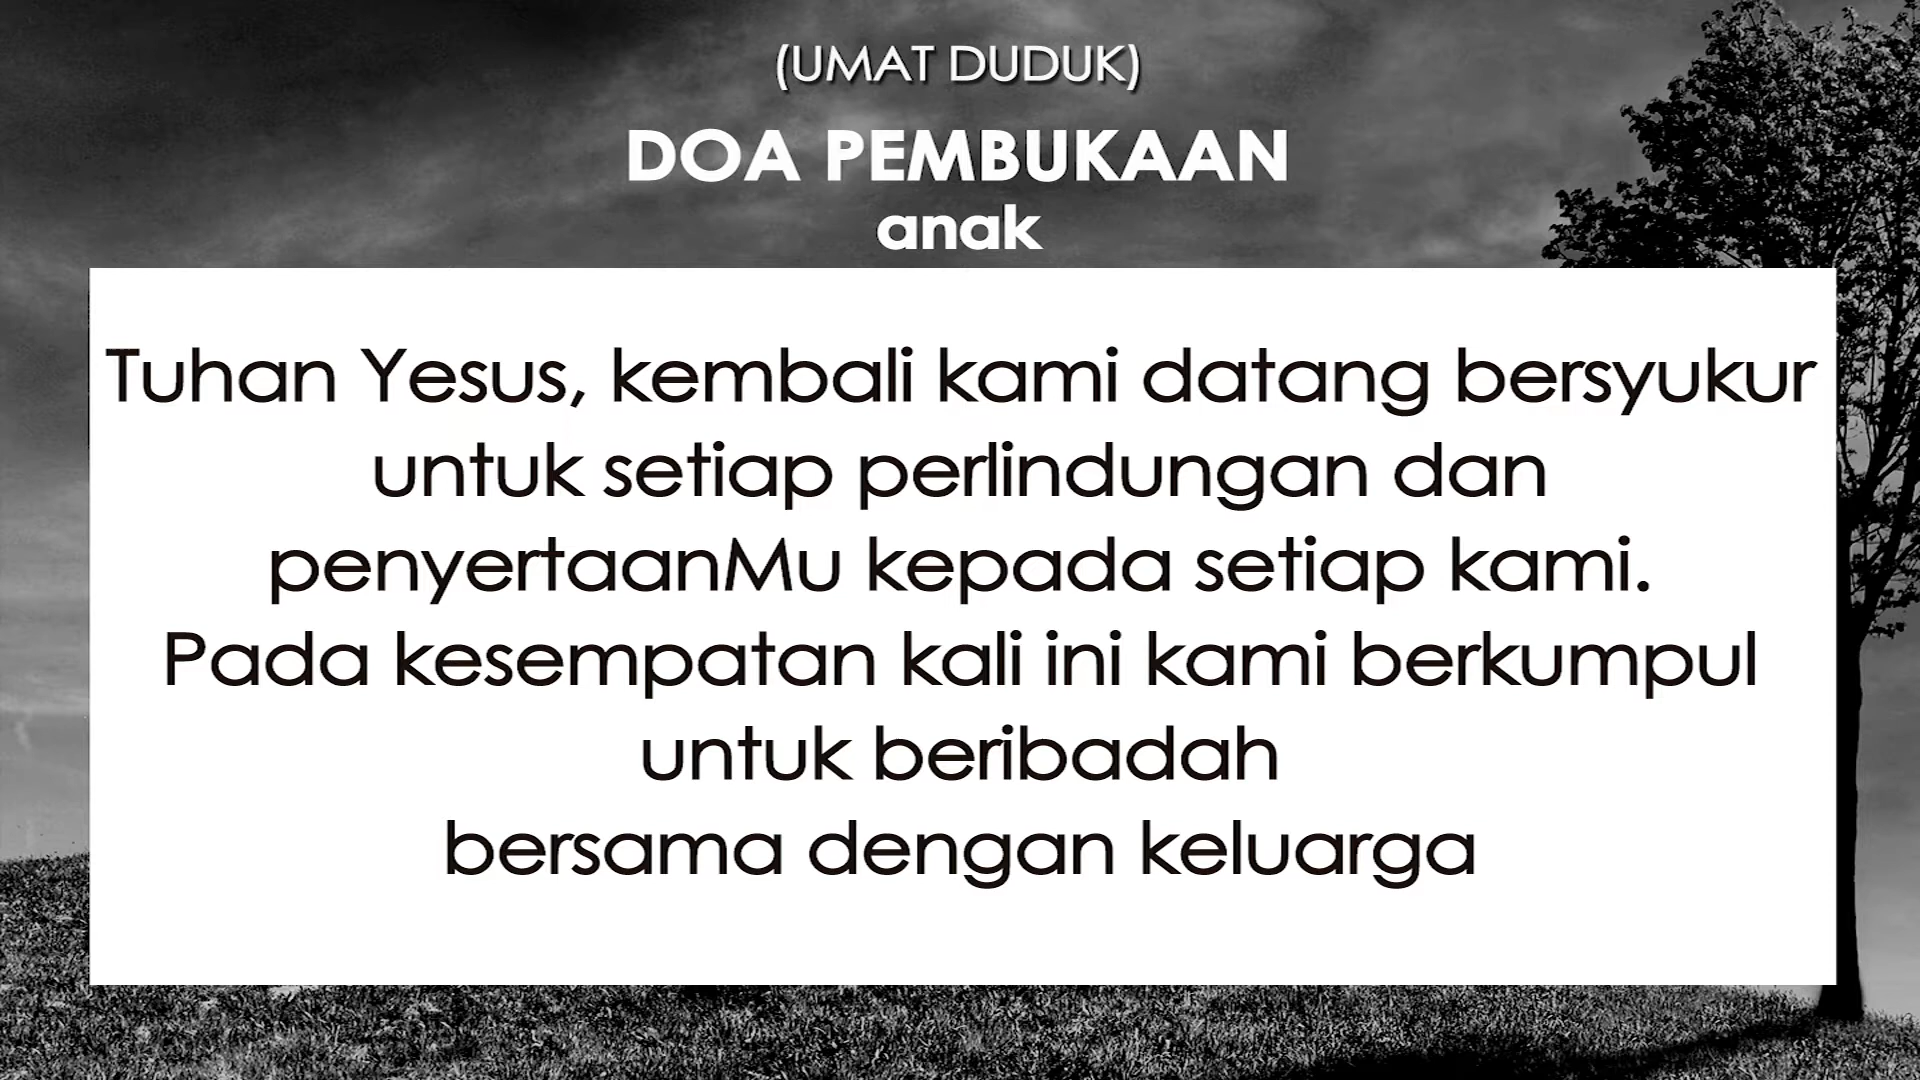 (UMAT DUDUK)
DOA PEMBUKAAN
anak
Tuhan Yesus, kembali kami datang bersyukur
untuk setiap perlindungan dan
penyertaanMu kepada setiap kami.
Pada kesempatan kali ini kami berkumpul
untuk beribadah
bersama dengan keluarga